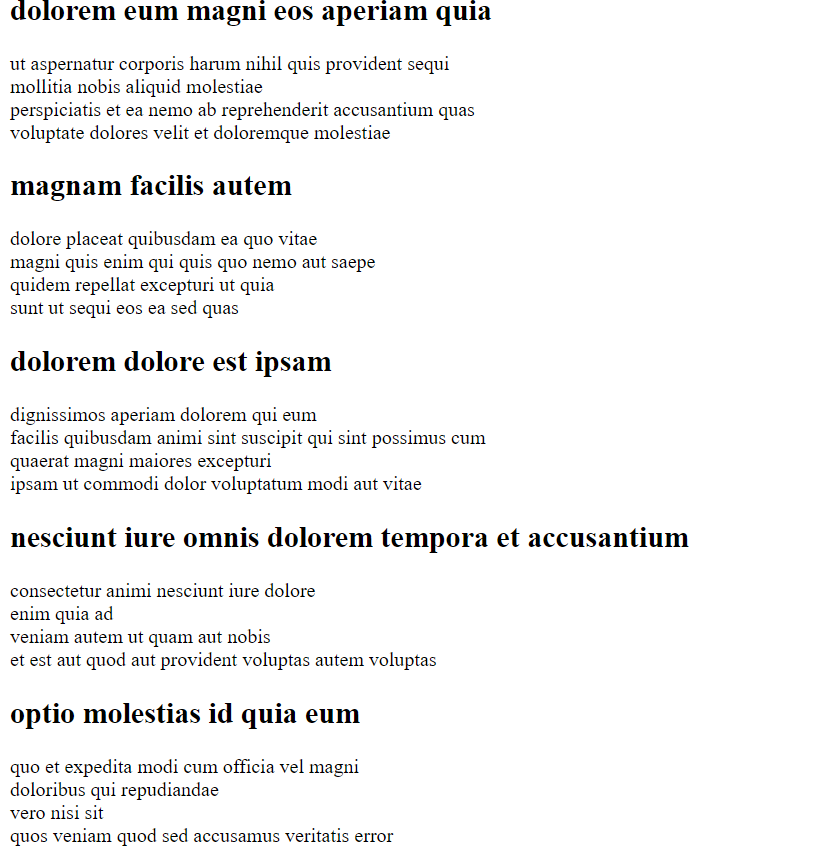 dolorem eum magni eos aperiam quia
ut aspernatur corporis harum nihil quis provident sequi
mollitia nobis aliquid molestiae
perspiciatis et ea nemo ab reprehenderit accusantium quas
voluptate dolores velit et doloremque molestiae
magnam facilis autem
dolore placeat quibusdam ea quo vitae
magni quis enim qui quis quo nemo aut saepe
quidem repellat excepturi ut quia
sunt ut sequi eos ea sed quas
dolorem dolore est ipsam
dignissimos aperiam dolorem qui eum
facilis quibusdam animi sint suscipit qui sint possimus cum
quaerat magni maiores excepturi
ipsam ut commodi dolor voluptatum modi aut vitae
nesciunt iure omnis dolorem tempora et accusantium
consectetur animi nesciunt iure dolore
enim quia ad
veniam autem ut quam aut nobis
et est aut quod aut provident voluptas autem voluptas
optio molestias id quia eum
quo et expedita modi cum officia vel magni
doloribus qui repudiandae
vero nisi sit
quos veniam quod sed accusamus veritatis error